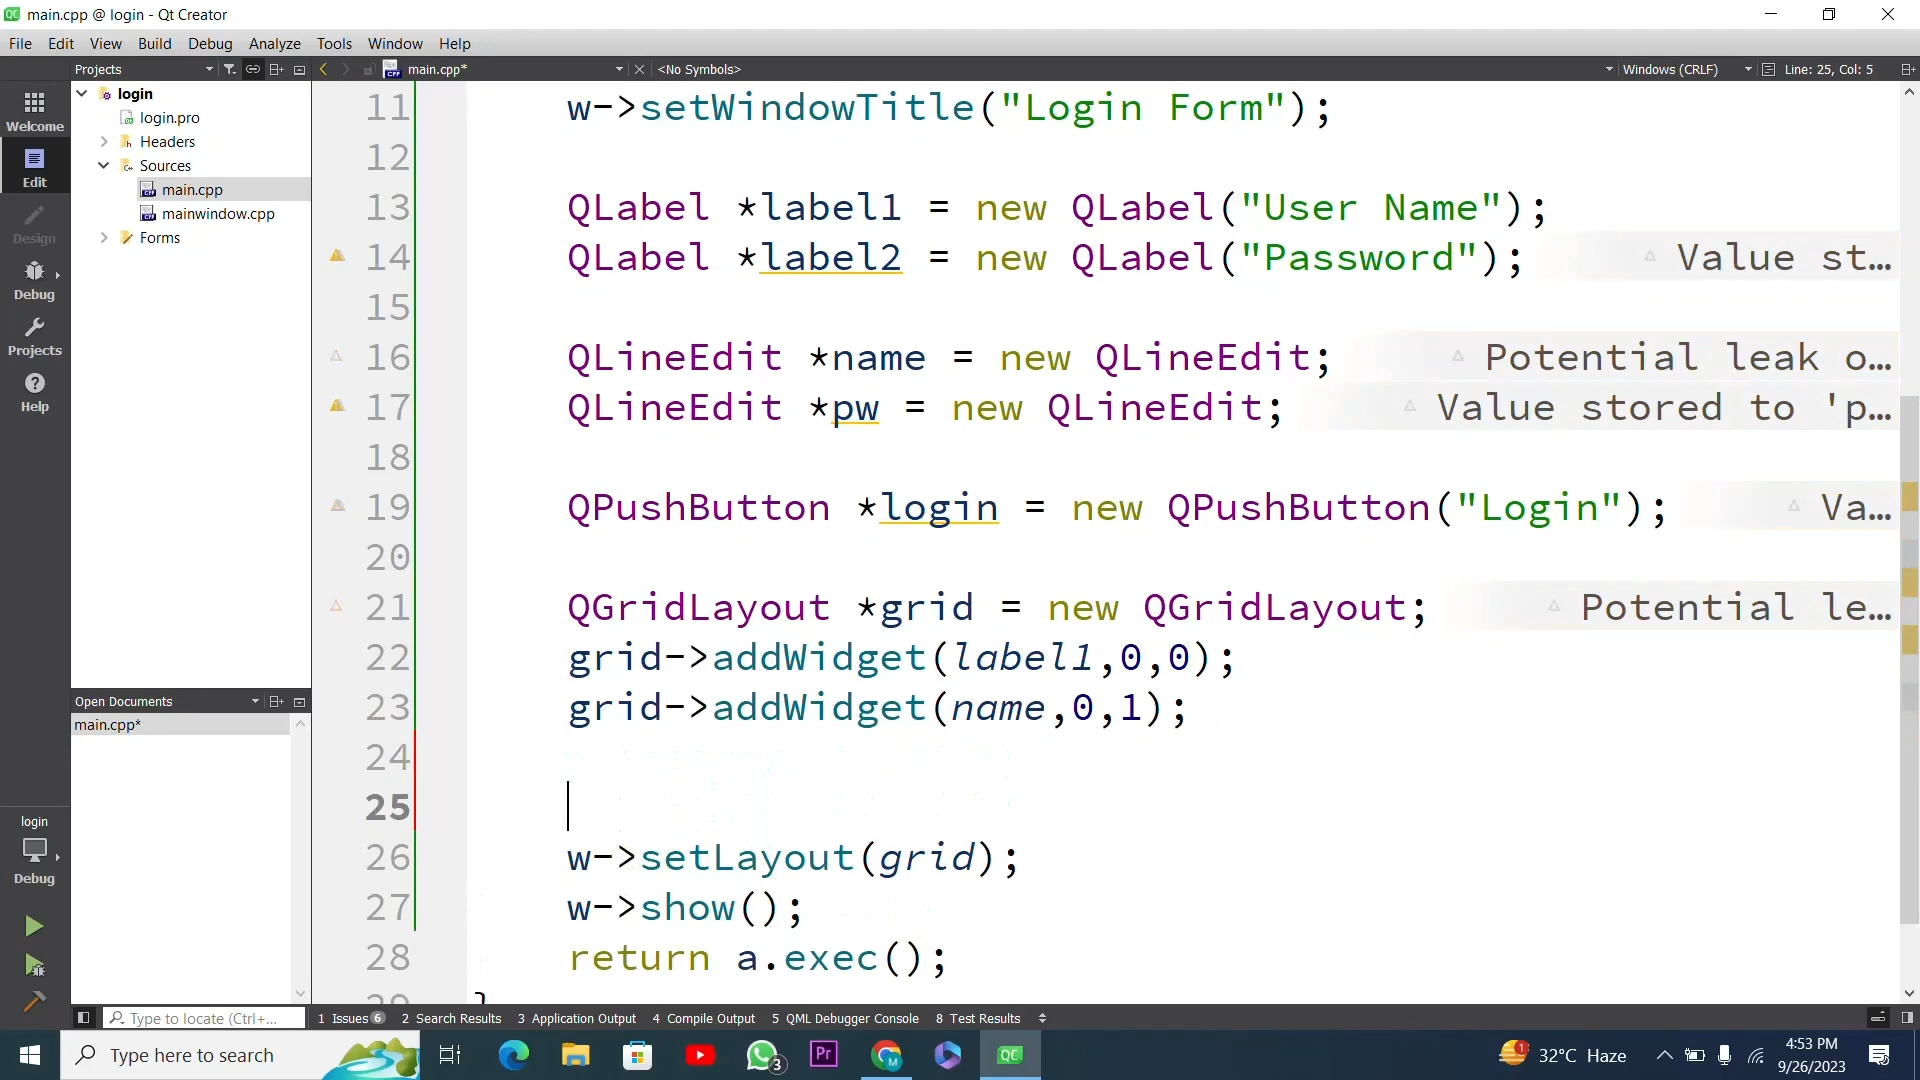 main.cpp @ login - Qt Creator
File Edit View Build Debug Analyze Tools Window Help
Projects main.cpp* <No Symbols> Windows (CRLF) Line: 25, Col: 5
Welcome
Edit
Design
Debug
Projects
Help
login
Debug
login
login.pro
Headers
Sources
main.cpp
mainwindow.cpp
Forms
Open Documents
main.cpp*
11 w->setWindowTitle("Login Form");
12
13 QLabel *label1 = new QLabel("User Name");
14 QLabel *label2 = new QLabel("Password"); Value st...
15
16 QLineEdit *name = new QLineEdit; Potential leak o...
17 QLineEdit *pw = new QLineEdit; Value stored to 'p...
18
19 QPushButton *login = new QPushButton("Login"); Va...
20
21 QGridLayout *grid = new QGridLayout; Potential le...
22 grid->addWidget(label1,0,0);
23 grid->addWidget(name,0,1);
24
25
26 w->setLayout(grid);
27 w->show();
28 return a.exec();
29 }
Type to locate (Ctrl+... 1 Issues 6 2 Search Results 3 Application Output 4 Compile Output 5 QML Debugger Console 8 Test Results
Type here to search 3 Pr M QC 1 32°C Haze 4:53 PM
9/26/2023